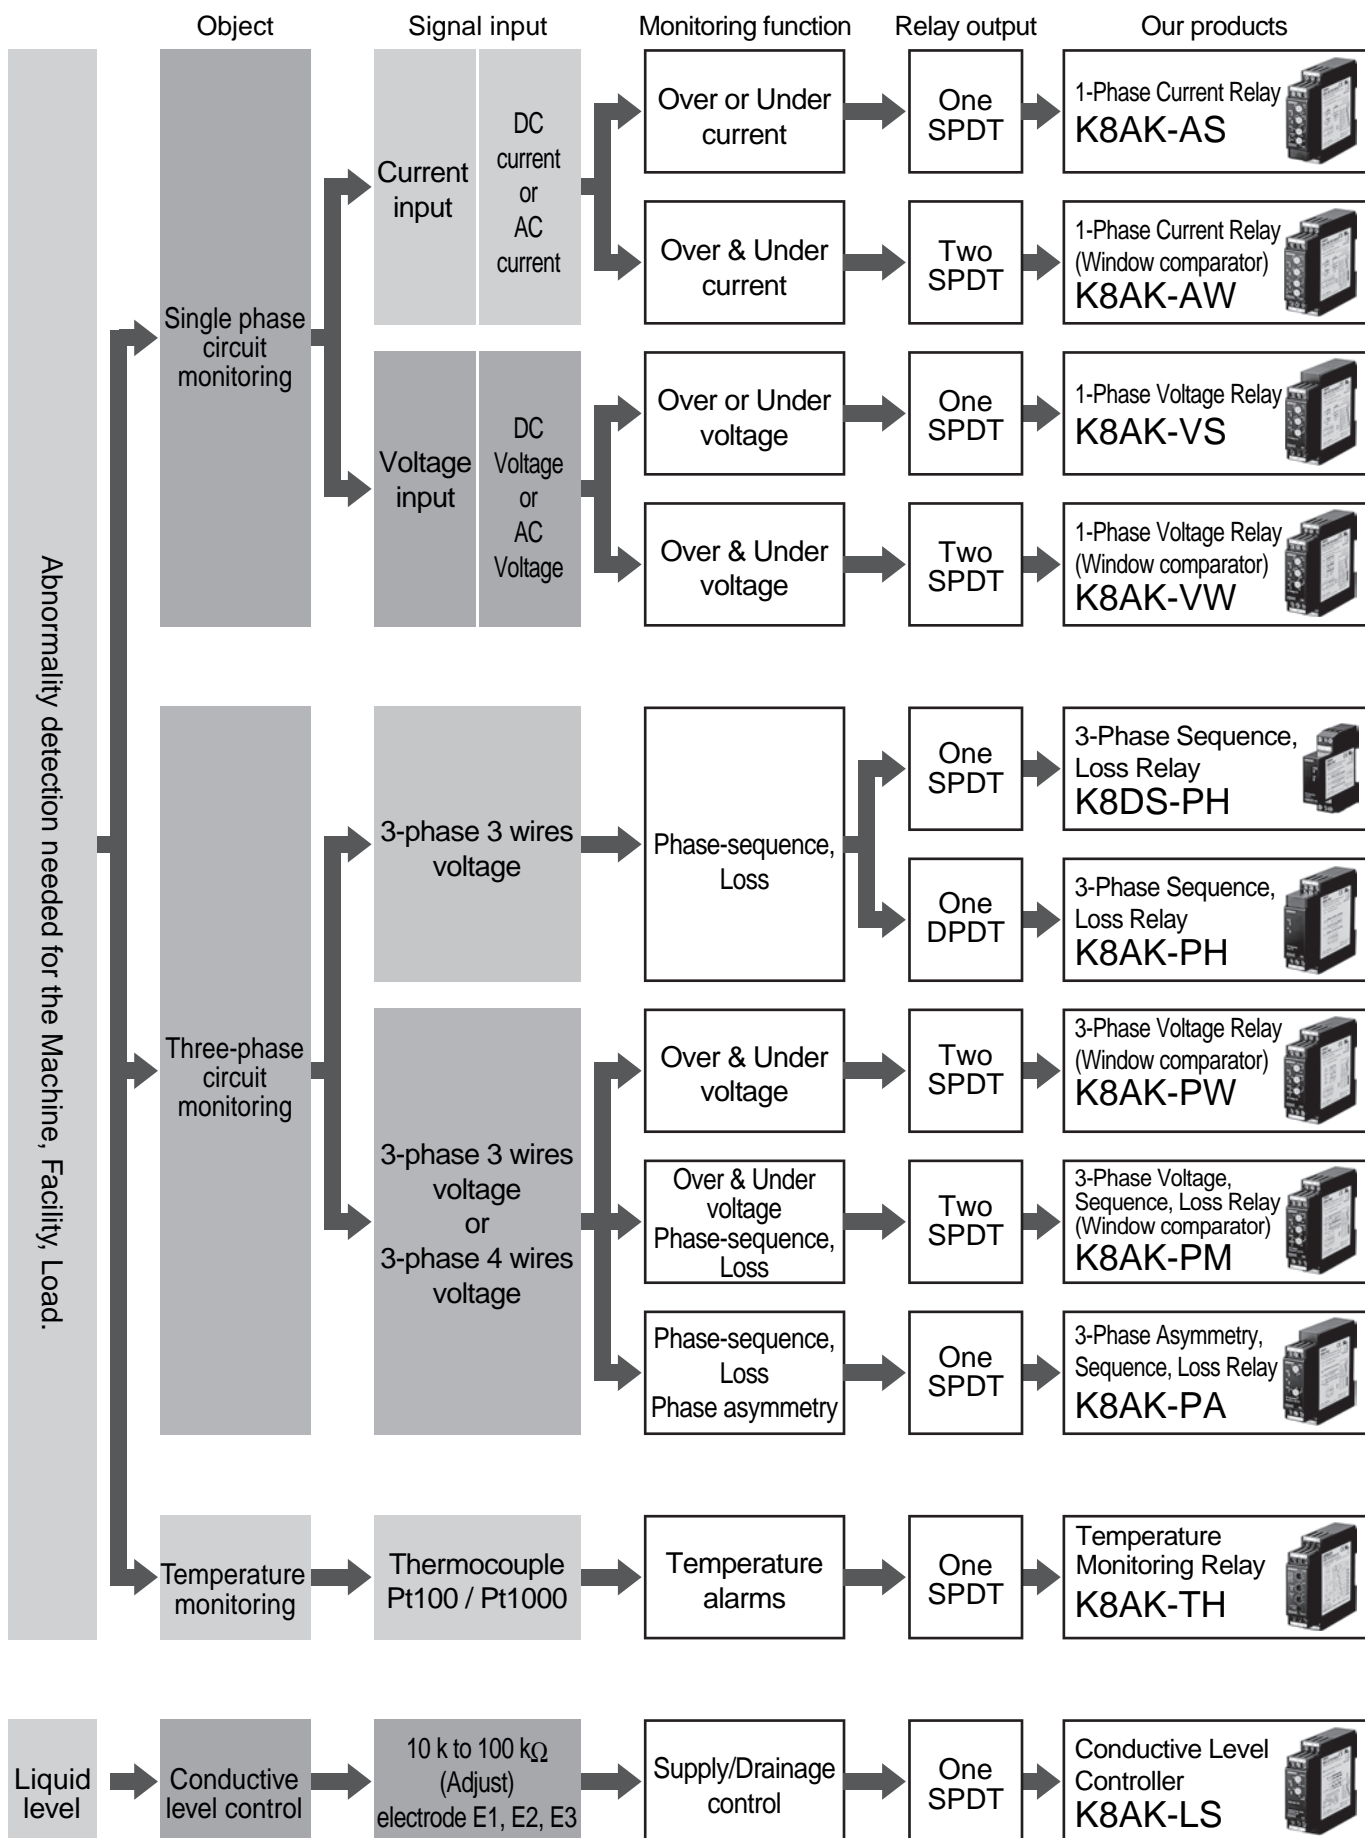 Object
Signal input
Monitoring function
Relay output
Our products
Abnormality detection needed for the Machine, Facility, Load.
Single phase
circuit
monitoring
Current
input
DC
current
or
AC
current
Over or Under
current
One
SPDT
1-Phase Current Relay
K8AK-AS
Over & Under
current
Two
SPDT
1-Phase Current Relay
(Window comparator)
K8AK-AW
Voltage
input
DC
Voltage
or
AC
Voltage
Over or Under
voltage
One
SPDT
1-Phase Voltage Relay
K8AK-VS
Over & Under
voltage
Two
SPDT
1-Phase Voltage Relay
(Window comparator)
K8AK-VW
Three-phase
circuit
monitoring
3-phase 3 wires
voltage
Phase-sequence,
Loss
One
SPDT
3-Phase Sequence,
Loss Relay
K8DS-PH
One
DPDT
3-Phase Sequence,
Loss Relay
K8AK-PH
3-phase 3 wires
voltage
or
3-phase 4 wires
voltage
Over & Under
voltage
Two
SPDT
3-Phase Voltage Relay
(Window comparator)
K8AK-PW
Over & Under
voltage
Phase-sequence,
Loss
Two
SPDT
3-Phase Voltage,
Sequence, Loss Relay
(Window comparator)
K8AK-PM
Phase-sequence,
Loss
Phase asymmetry
One
SPDT
3-Phase Asymmetry,
Sequence, Loss Relay
K8AK-PA
Temperature
monitoring
Thermocouple
Pt100 / Pt1000
Temperature
alarms
One
SPDT
Temperature
Monitoring Relay
K8AK-TH
Liquid
level
Conductive
level control
10 k to 100 kΩ
(Adjust)
electrode E1, E2, E3
Supply/Drainage
control
One
SPDT
Conductive Level
Controller
K8AK-LS